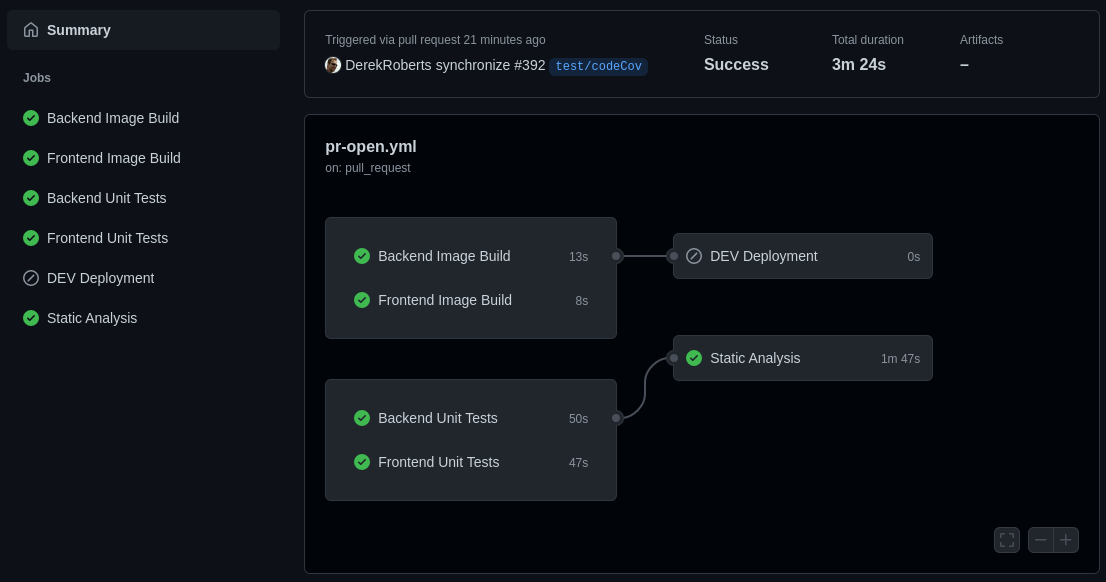 Summary
Jobs
Backend Image Build
Frontend Image Build
Backend Unit Tests
Frontend Unit Tests
DEV Deployment
Static Analysis
Triggered via pull request 21 minutes ago
DerekRoberts synchronize #392 test/codeCov
Status
Success
Total duration
3m 24s
Artifacts
–
pr-open.yml
on: pull_request
Backend Image Build 13s
Frontend Image Build 8s
DEV Deployment 0s
Static Analysis 1m 47s
Backend Unit Tests 50s
Frontend Unit Tests 47s